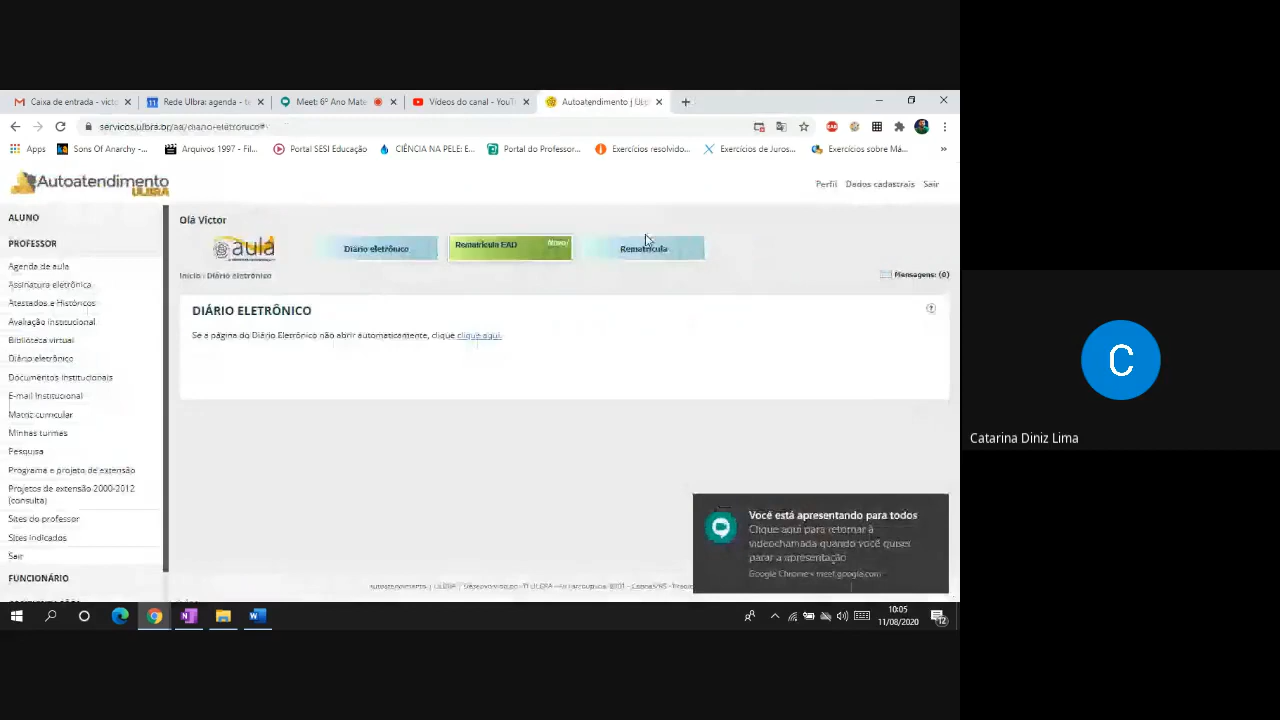 Caixa de entrada - victo
Rede Ulbra: agenda - te
Meet: 6º Ano Mate
Vídeos do canal - YouT
Autoatendimento | Ulb
servicos.ulbra.br/aa/diario-eletronico#
Apps
Sons Of Anarchy -...
Arquivos 1997 - Fil...
Portal SESI Educação
CIÊNCIA NA PELE: E...
Portal do Professor...
Exercícios resolvido...
Exercícios de Juros...
Exercícios sobre Má...
»
Autoatendimento
ULBRA
Perfil
Dados cadastrais
Sair
ALUNO
PROFESSOR
Agenda de aula
Assinatura eletrônica
Atestados e Históricos
Avaliação institucional
Biblioteca virtual
Diário eletrônico
Documentos institucionais
E-mail Institucional
Matriz curricular
Minhas turmas
Pesquisa
Programa e projeto de extensão
Projetos de extensão 2000-2012
(consulta)
Sites do professor
Sites indicados
Sair
FUNCIONÁRIO
Olá Victor
aula
Diário eletrônico
Rematrícula EAD
Novo!
Rematrícula
Início › Diário eletrônico
Mensagens: (0)
DIÁRIO ELETRÔNICO
Se a página do Diário Eletrônico não abrir automaticamente, clique clique aqui.
Você está apresentando para todos
Clique aqui para retornar à
videochamada quando você quiser
parar a apresentação
Google Chrome • meet.google.com
10:05
11/08/2020
12
C
Catarina Diniz Lima